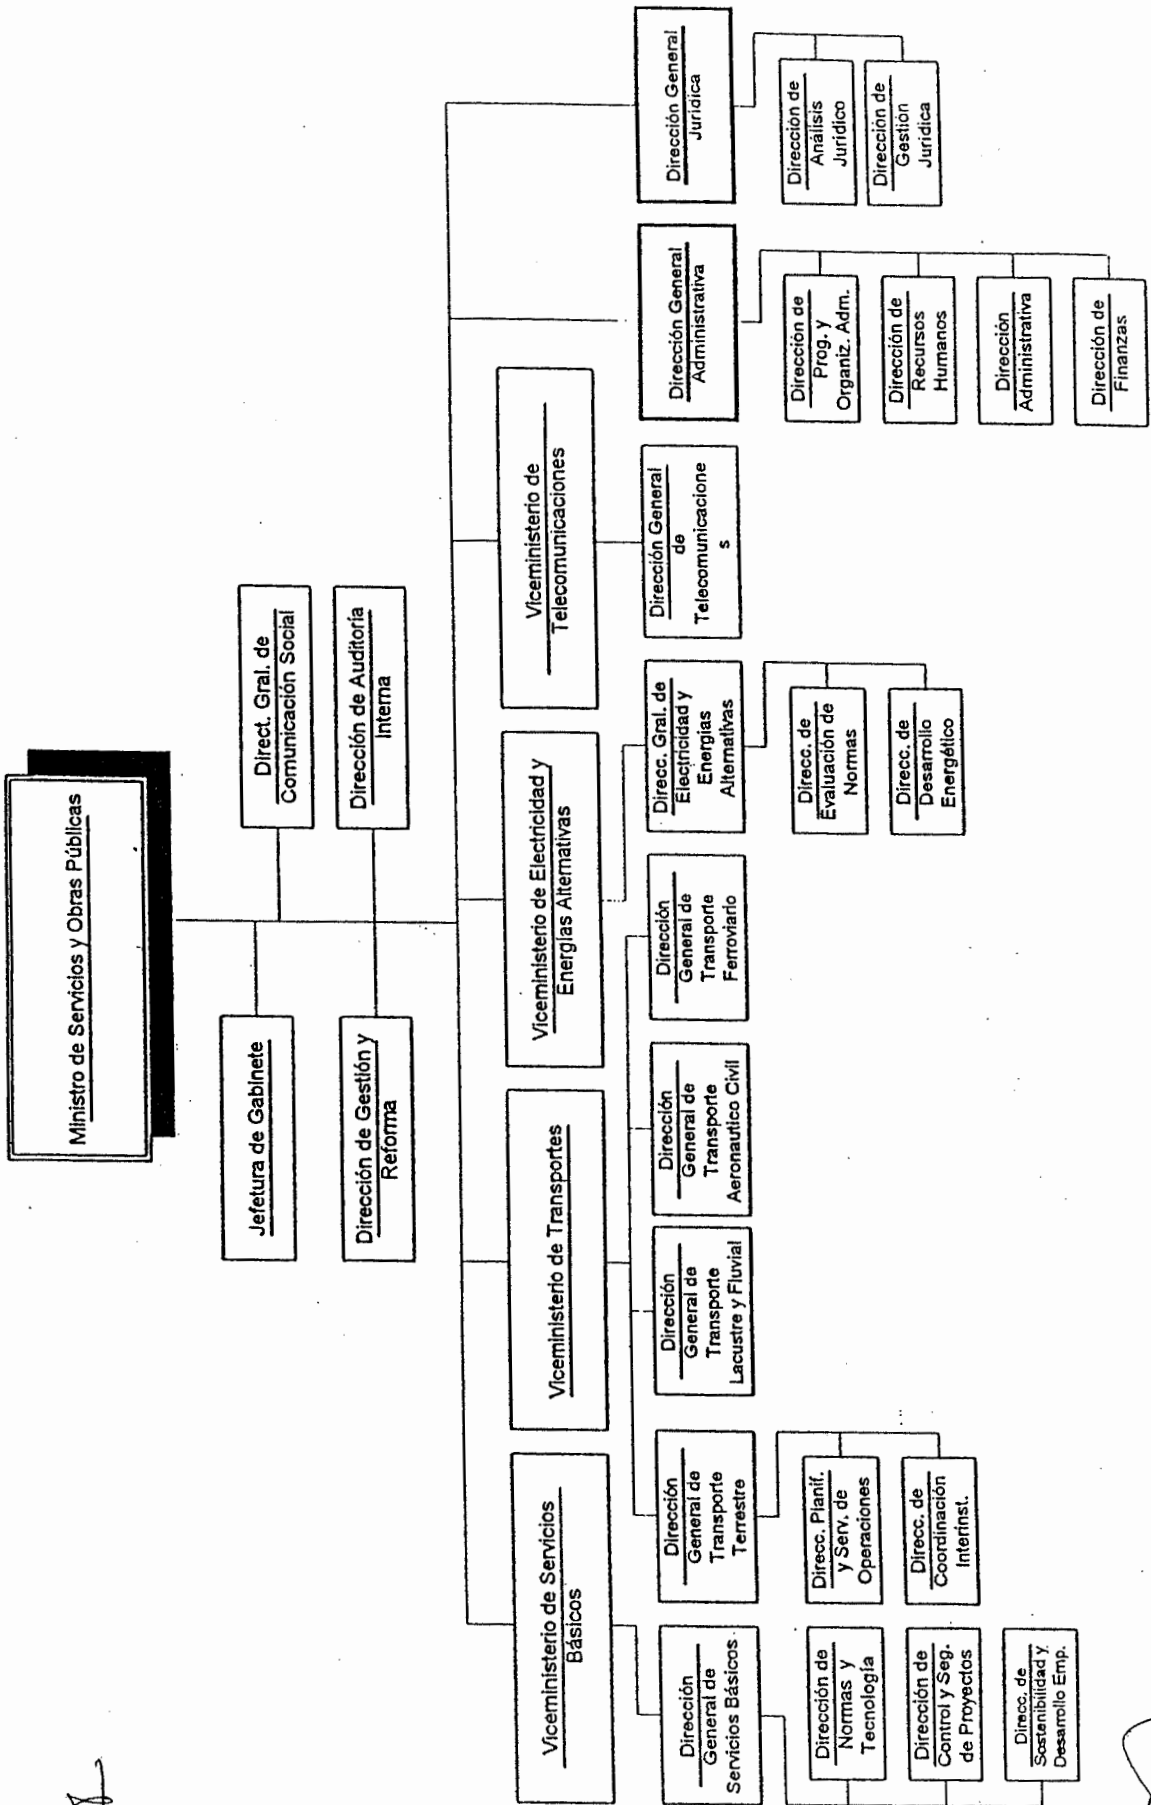 Ministro de Servicios y Obras Públicas
Jefetura de Gabinete
Direct. Gral. de
Comunicación Social
Dirección de Gestión y
Reforma
Dirección de Auditoría
Interna
Viceministerio de Servicios
Básicos
Viceministerio de Transportes
Viceministerio de Electricidad y
Energías Alternativas
Viceministerio de
Telecomunicaciones
Dirección
General de
Servicios Básicos
Dirección
General de
Transporte
Terrestre
Dirección
General de
Transporte
Lacustre y Fluvial
Dirección
General de
Transporte
Aeronautico Civil
Dirección
General de
Transporte
Ferroviario
Direcc. Gral. de
Electricidad y
Energías
Alternativas
Dirección General
de
Telecomunicacione
s
Dirección General
Administrativa
Dirección General
Jurídica
Dirección de
Normas y
Tecnología
Dirección de
Control y Seg.
de Proyectos
Direcc. de
Sostenibilidad y
Desarollo Emp.
Direcc. Planif.
y Serv. de
Operaciones
Direcc. de
Coordinación
Interinst.
Direcc. de
Evaluación de
Normas
Direcc. de
Desarrollo
Energético
Dirección de
Prog. y
Organiz. Adm.
Dirección de
Recursos
Humanos
Dirección
Administrativa
Dirección de
Finanzas
Dirección de
Análisis
Jurídico
Dirección de
Gestión
Jurídica